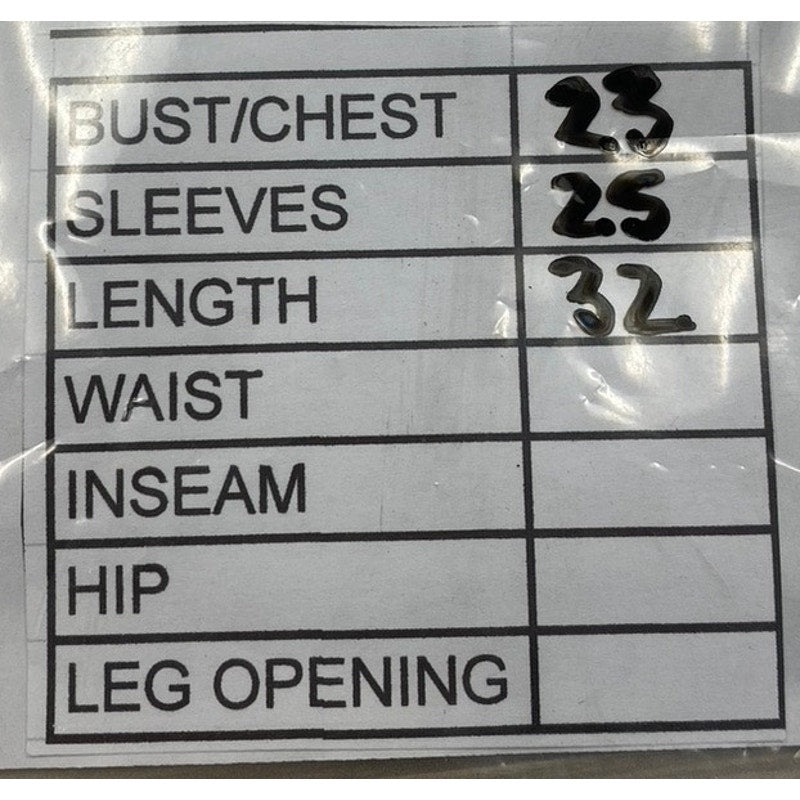 BUST/CHEST 23
SLEEVES 25
LENGTH 32
WAIST
INSEAM
HIP
LEG OPENING